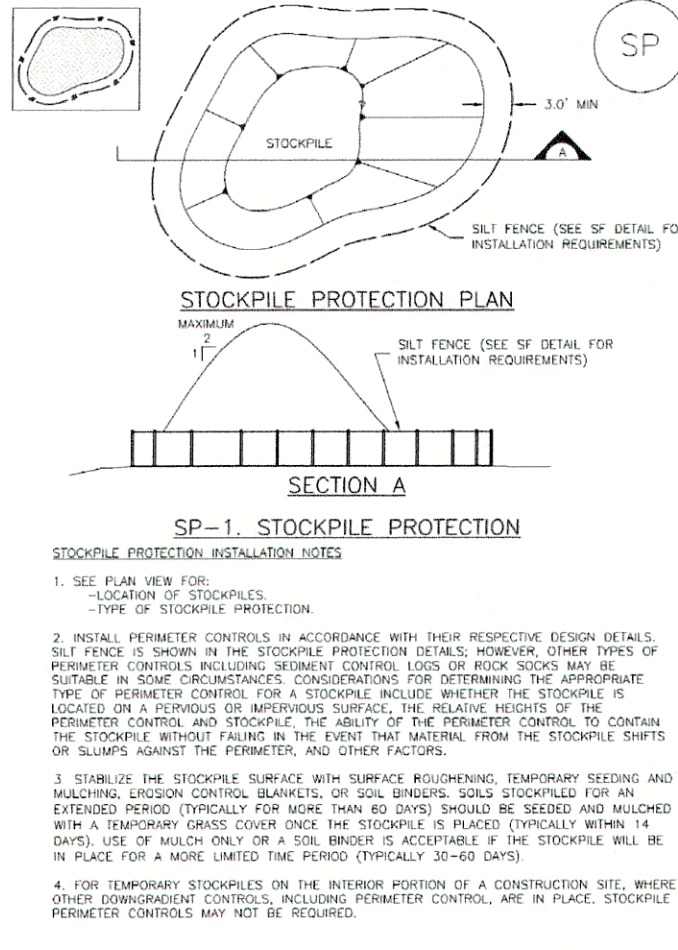 SP
3.0' MIN
STOCKPILE
A
SILT FENCE (SEE SF DETAIL FO
INSTALLATION REQUIREMENTS)
STOCKPILE PROTECTION PLAN
MAXIMUM
2
1
SILT FENCE (SEE SF DETAIL FOR
INSTALLATION REQUIREMENTS)
SECTION A
SP-1. STOCKPILE PROTECTION
STOCKPILE PROTECTION INSTALLATION NOTES
1. SEE PLAN VIEW FOR:
-LOCATION OF STOCKPILES.
-TYPE OF STOCKPILE PROTECTION.
2. INSTALL PERIMETER CONTROLS IN ACCORDANCE WITH THEIR RESPECTIVE DESIGN DETAILS.
SILT FENCE IS SHOWN IN THE STOCKPILE PROTECTION DETAILS; HOWEVER, OTHER TYPES OF
PERIMETER CONTROLS INCLUDING SEDIMENT CONTROL LOGS OR ROCK SOCKS MAY BE
SUITABLE IN SOME CIRCUMSTANCES. CONSIDERATIONS FOR DETERMINING THE APPROPRIATE
TYPE OF PERIMETER CONTROL FOR A STOCKPILE INCLUDE WHETHER THE STOCKPILE IS
LOCATED ON A PERVIOUS OR IMPERVIOUS SURFACE, THE RELATIVE HEIGHTS OF THE
PERIMETER CONTROL AND STOCKPILE, THE ABILITY OF THE PERIMETER CONTROL TO CONTAIN
THE STOCKPILE WITHOUT FAILING IN THE EVENT THAT MATERIAL FROM THE STOCKPILE SHIFTS
OR SLUMPS AGAINST THE PERIMETER, AND OTHER FACTORS.
3 STABILIZE THE STOCKPILE SURFACE WITH SURFACE ROUGHENING, TEMPORARY SEEDING AND
MULCHING, EROSION CONTROL BLANKETS, OR SOIL BINDERS. SOILS STOCKPILED FOR AN
EXTENDED PERIOD (TYPICALLY FOR MORE THAN 60 DAYS) SHOULD BE SEEDED AND MULCHED
WITH A TEMPORARY GRASS COVER ONCE THE STOCKPILE IS PLACED (TYPICALLY WITHIN 14
DAYS). USE OF MULCH ONLY OR A SOIL BINDER IS ACCEPTABLE IF THE STOCKPILE WILL BE
IN PLACE FOR A MORE LIMITED TIME PERIOD (TYPICALLY 30-60 DAYS).
4. FOR TEMPORARY STOCKPILES ON THE INTERIOR PORTION OF A CONSTRUCTION SITE, WHERE
OTHER DOWNGRADIENT CONTROLS, INCLUDING PERIMETER CONTROL, ARE IN PLACE, STOCKPILE
PERIMETER CONTROLS MAY NOT BE REQUIRED.